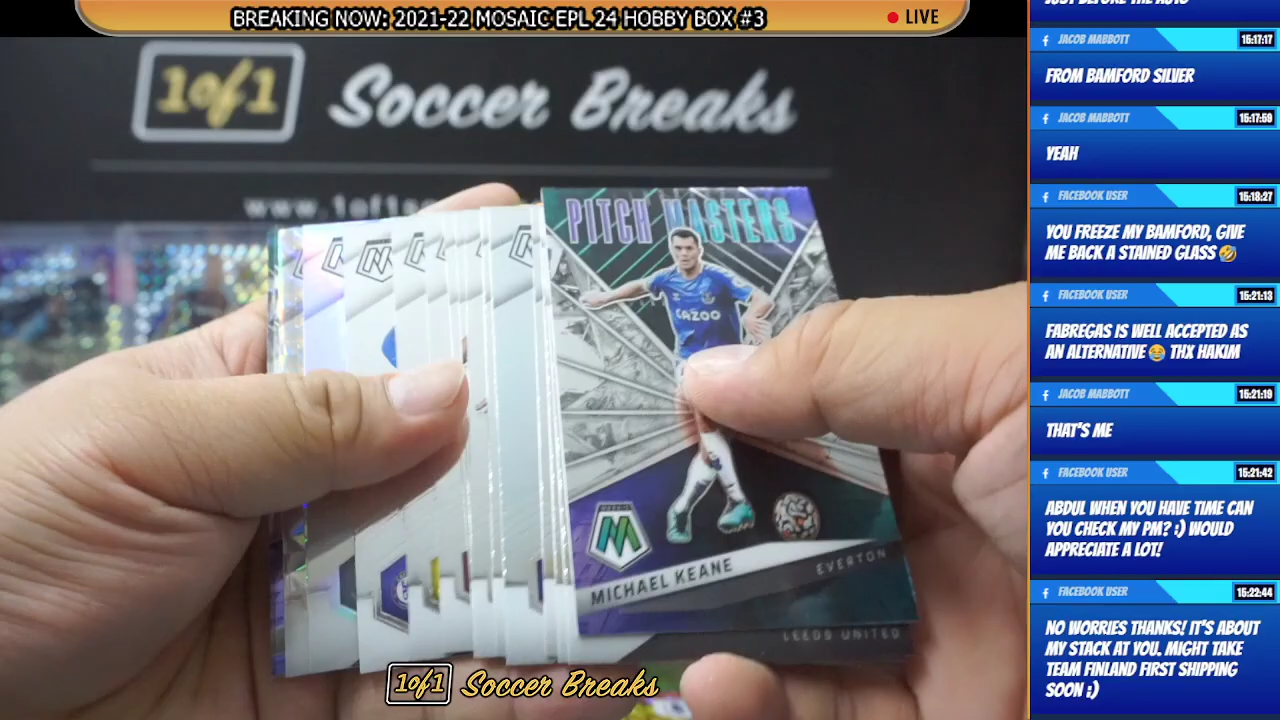 BREAKING NOW: 2021-22 MOSAIC EPL 24 HOBBY BOX #3
LIVE
1of1 Soccer Breaks
PITCH MASTERS
CAZOO
M
MICHAEL KEANE
EVERTON
LEEDS UNITED
1of1 Soccer Breaks
JUST BEFORE THE AUTO
JACOB MABBOTT
15:17:17
FROM BAMFORD SILVER
JACOB MABBOTT
15:17:59
YEAH
FACEBOOK USER
15:18:27
YOU FREEZE MY BAMFORD, GIVE
ME BACK A STAINED GLASS 🤣
FACEBOOK USER
15:21:13
FABREGAS IS WELL ACCEPTED AS
AN ALTERNATIVE 😂 THX HAKIM
JACOB MABBOTT
15:21:19
THAT'S ME
FACEBOOK USER
15:21:42
ABDUL WHEN YOU HAVE TIME CAN
YOU CHECK MY PM? ;) WOULD
APPRECIATE A LOT!
FACEBOOK USER
15:22:44
NO WORRIES THANKS! IT'S ABOUT
MY STACK AT YOU. MIGHT TAKE
TEAM FINLAND FIRST SHIPPING
SOON ;)